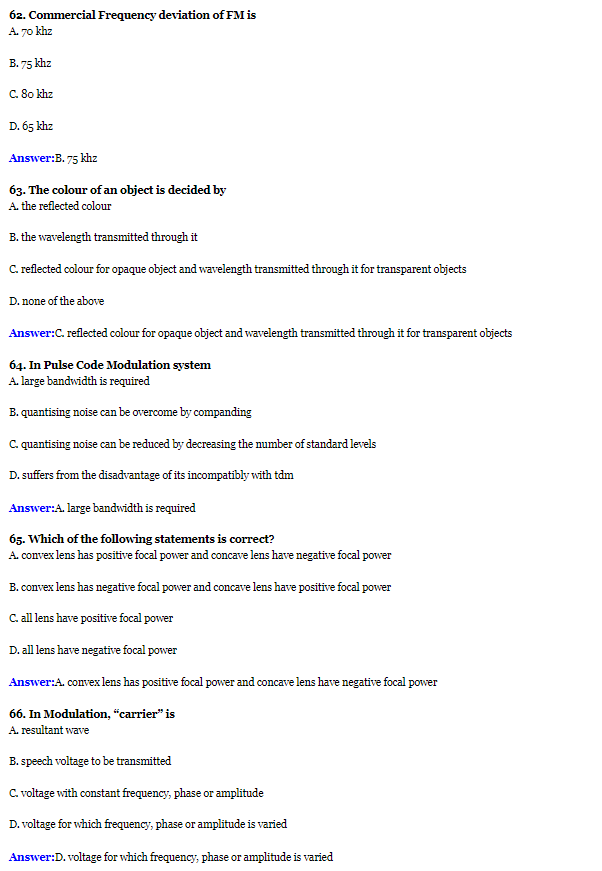 62. Commercial Frequency deviation of FM is
A. 70 khz
B. 75 khz
C. 80 khz
D. 65 khz
Answer:B. 75 khz
63. The colour of an object is decided by
A. the reflected colour
B. the wavelength transmitted through it
C. reflected colour for opaque object and wavelength transmitted through it for transparent objects
D. none of the above
Answer:C. reflected colour for opaque object and wavelength transmitted through it for transparent objects
64. In Pulse Code Modulation system
A. large bandwidth is required
B. quantising noise can be overcome by companding
C. quantising noise can be reduced by decreasing the number of standard levels
D. suffers from the disadvantage of its incompatibly with tdm
Answer:A. large bandwidth is required
65. Which of the following statements is correct?
A. convex lens has positive focal power and concave lens have negative focal power
B. convex lens has negative focal power and concave lens have positive focal power
C. all lens have positive focal power
D. all lens have negative focal power
Answer:A. convex lens has positive focal power and concave lens have negative focal power
66. In Modulation, “carrier” is
A. resultant wave
B. speech voltage to be transmitted
C. voltage with constant frequency, phase or amplitude
D. voltage for which frequency, phase or amplitude is varied
Answer:D. voltage for which frequency, phase or amplitude is varied